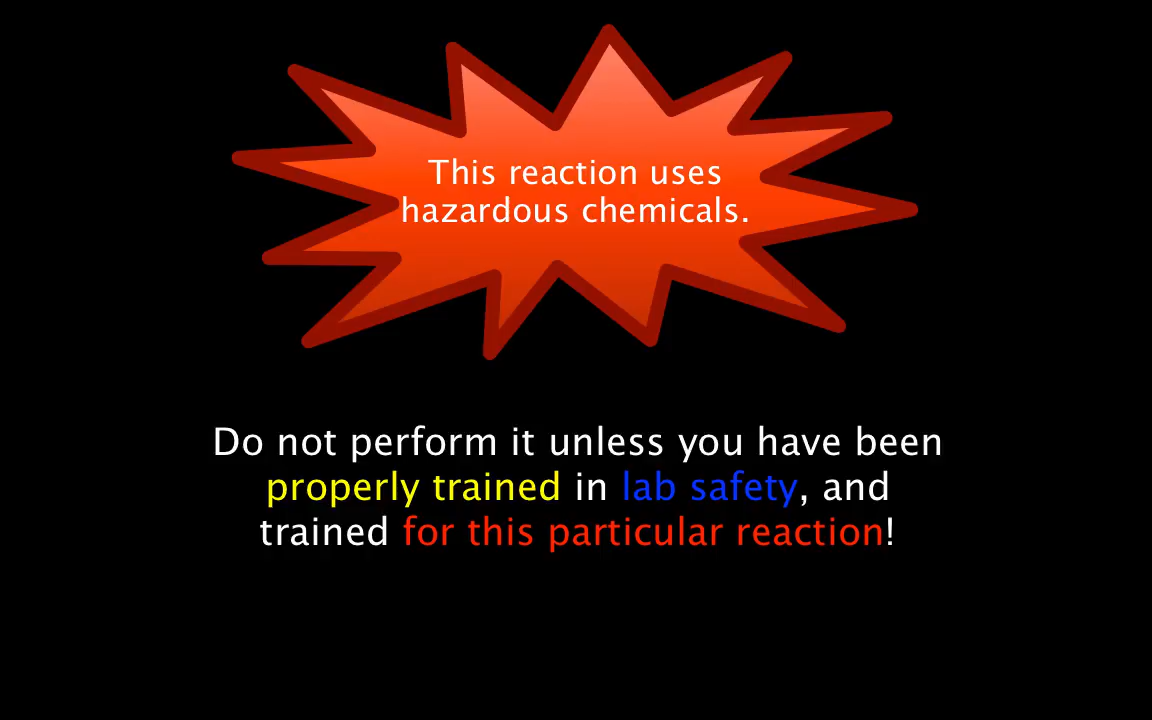 This reaction uses
hazardous chemicals.
Do not perform it unless you have been
properly trained in lab safety, and
trained for this particular reaction!